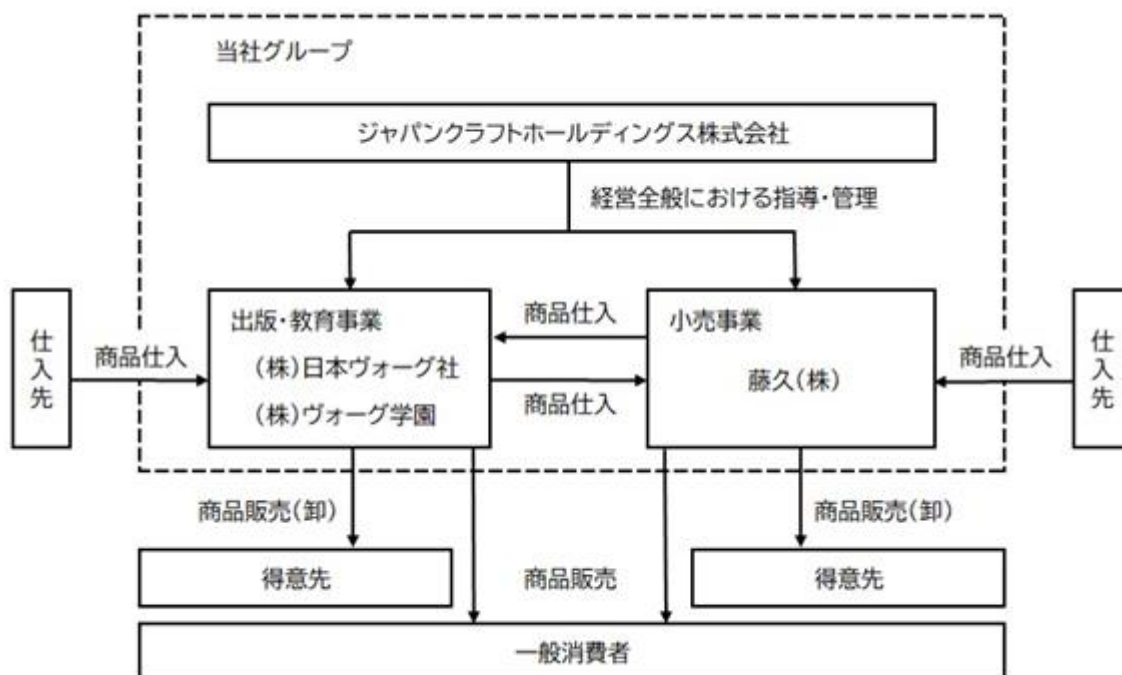 当社グループ
ジャパンクラフトホールディングス株式会社
経営全般における指導・管理
仕入先
商品仕入
出版・教育事業
(株)日本ヴォーグ社
(株)ヴォーグ学園
商品仕入
商品仕入
小売事業
藤久(株)
商品仕入
仕入先
商品販売(卸)
商品販売(卸)
得意先
商品販売
得意先
一般消費者